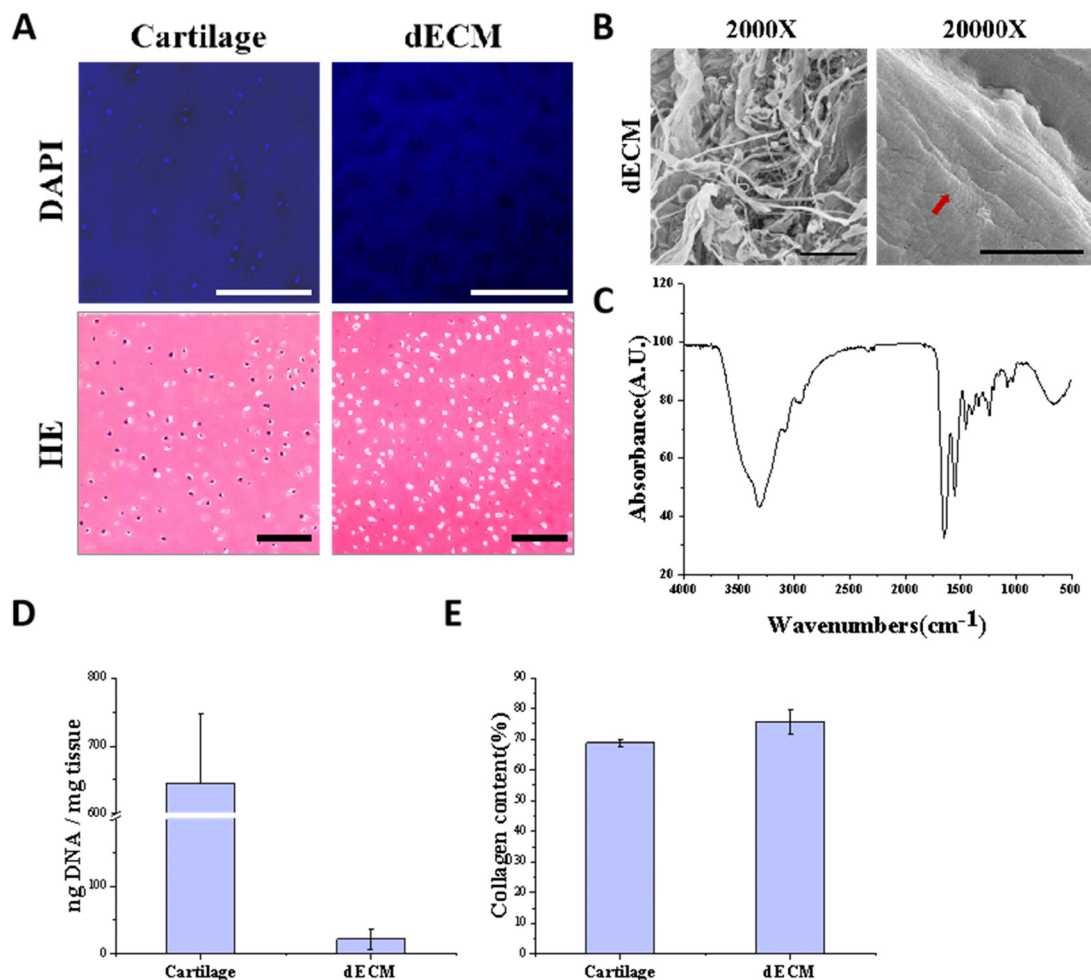 A
Cartilage
dECM
DAPI
HE
B
2000X
20000X
dECM
C
Absorbance(A.U.)
120
100
80
60
40
20
4000
3500
3000
2500
2000
1500
1000
500
Wavenumbers(cm-1)
D
ng DNA / mg tissue
800
700
600
100
0
Cartilage
dECM
E
Collagen content(%)
90
80
70
60
50
40
30
20
10
0
Cartilage
dECM